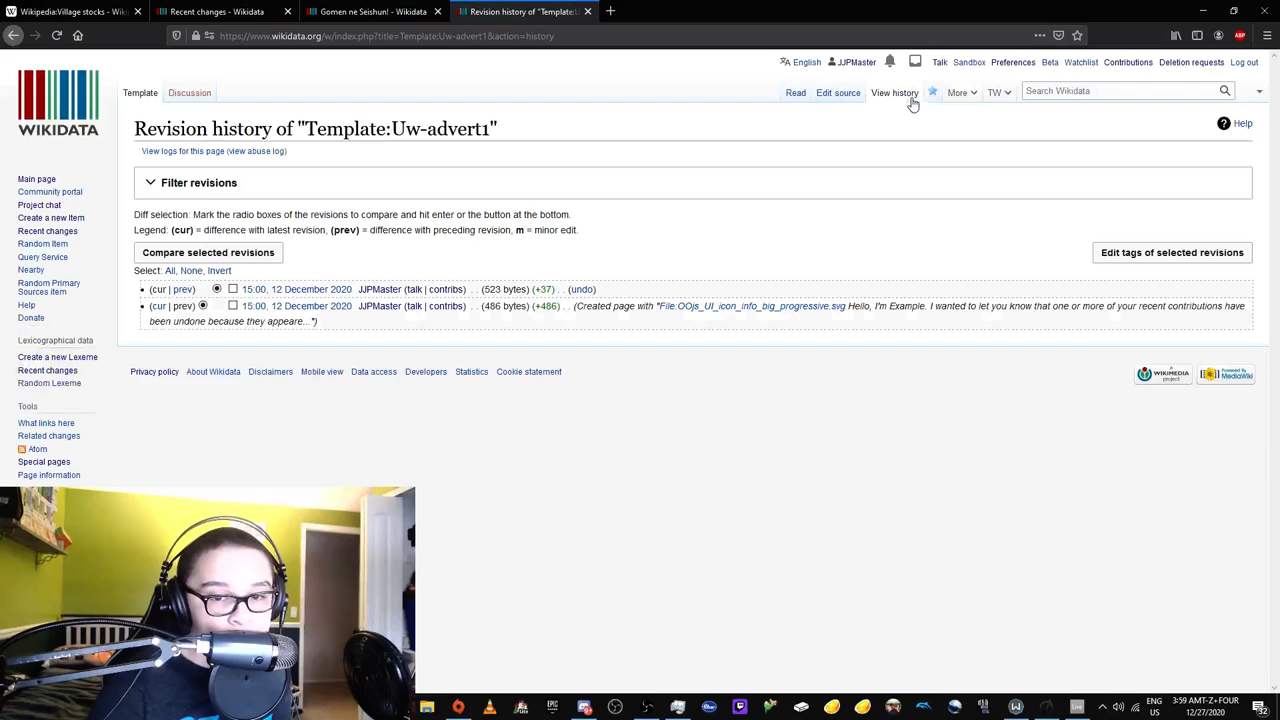 Wikipedia:Village stocks - Wiki
Recent changes - Wikidata
Gomen ne Seishun! - Wikidata
Revision history of "Template:U
https://www.wikidata.org/w/index.php?title=Template:Uw-advert1&action=history
ABP
English JJPMaster Talk Sandbox Preferences Beta Watchlist Contributions Deletion requests Log out
WIKIDATA
Template Discussion Read Edit source View history More TW Search Wikidata
Revision history of "Template:Uw-advert1"
Help
View logs for this page (view abuse log)
Filter revisions
Diff selection: Mark the radio boxes of the revisions to compare and hit enter or the button at the bottom.
Legend: (cur) = difference with latest revision, (prev) = difference with preceding revision, m = minor edit.
Compare selected revisions
Edit tags of selected revisions
Select: All, None, Invert
(cur | prev) 15:00, 12 December 2020 JJPMaster (talk | contribs) . . (523 bytes) (+37) . . (undo)
(cur | prev) 15:00, 12 December 2020 JJPMaster (talk | contribs) . . (486 bytes) (+486) . . (Created page with "File:OOjs_UI_icon_info_big_progressive.svg Hello, I'm Example. I wanted to let you know that one or more of your recent contributions have
been undone because they appeare...")
Main page
Community portal
Project chat
Create a new Item
Recent changes
Random Item
Query Service
Nearby
Random Primary
Sources item
Help
Donate
Lexicographical data
Create a new Lexeme
Recent changes
Random Lexeme
Tools
What links here
Related changes
Atom
Special pages
Page information
Privacy policy About Wikidata Disclaimers Mobile view Data access Developers Statistics Cookie statement
A
WIKIMEDIA
project
Powered By
MediaWiki
EPIC
ENG
US
3:59 AMT-Z+FOUR
12/27/2020